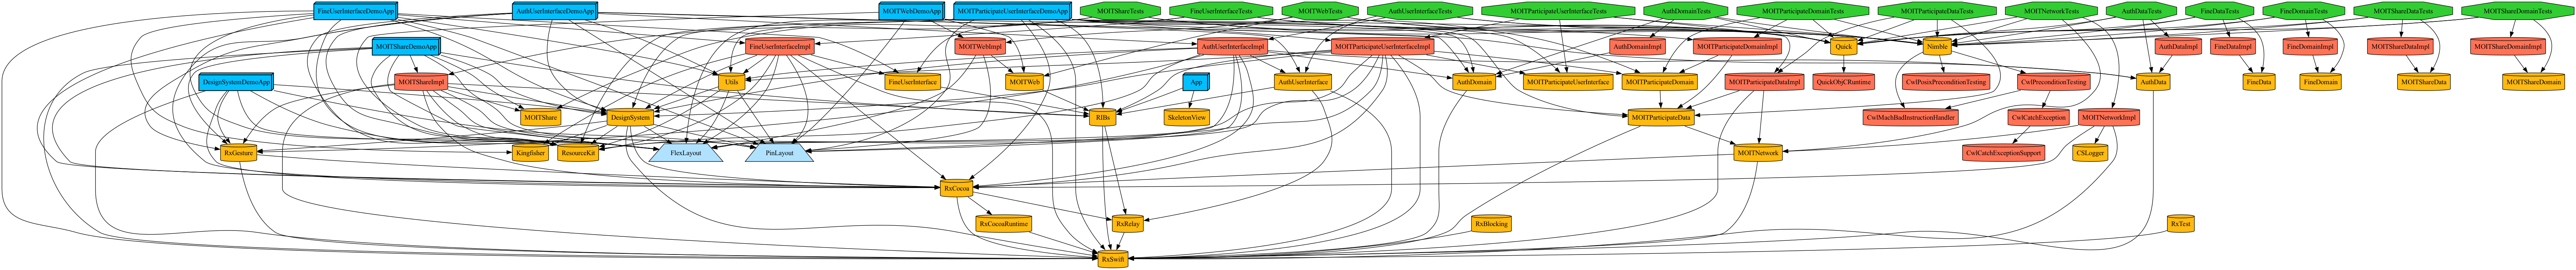 FineUserInterfaceDemoApp
AuthUserInterfaceDemoApp
MOITWebDemoApp
MOITParticipateUserInterfaceDemoApp
MOITShareTests
FineUserInterfaceTests
MOITWebTests
AuthUserInterfaceTests
MOITParticipateUserInterfaceTests
AuthDomainTests
MOITParticipateDomainTests
MOITParticipateDataTests
MOITNetworkTests
AuthDataTests
FineDataTests
FineDomainTests
MOITShareDataTests
MOITShareDomainTests
MOITShareDemoApp
FineUserInterfaceImpl
MOITWebImpl
AuthUserInterfaceImpl
MOITParticipateUserInterfaceImpl
AuthDomainImpl
MOITParticipateDomainImpl
Quick
Nimble
AuthDataImpl
FineDataImpl
FineDomainImpl
MOITShareDataImpl
MOITShareDomainImpl
DesignSystemDemoApp
MOITShareImpl
Utils
FineUserInterface
MOITWeb
App
AuthUserInterface
AuthDomain
MOITParticipateUserInterface
MOITParticipateDomain
MOITParticipateDataImpl
QuickObjCRuntime
CwlPosixPreconditionTesting
CwlPreconditionTesting
AuthData
FineData
FineDomain
MOITShareData
MOITShareDomain
MOITShare
DesignSystem
RIBs
SkeletonView
MOITParticipateData
CwlMachBadInstructionHandler
CwlCatchException
MOITNetworkImpl
RxGesture
Kingfisher
ResourceKit
FlexLayout
PinLayout
MOITNetwork
CwlCatchExceptionSupport
CSLogger
RxCocoa
RxCocoaRuntime
RxRelay
RxBlocking
RxTest
RxSwift